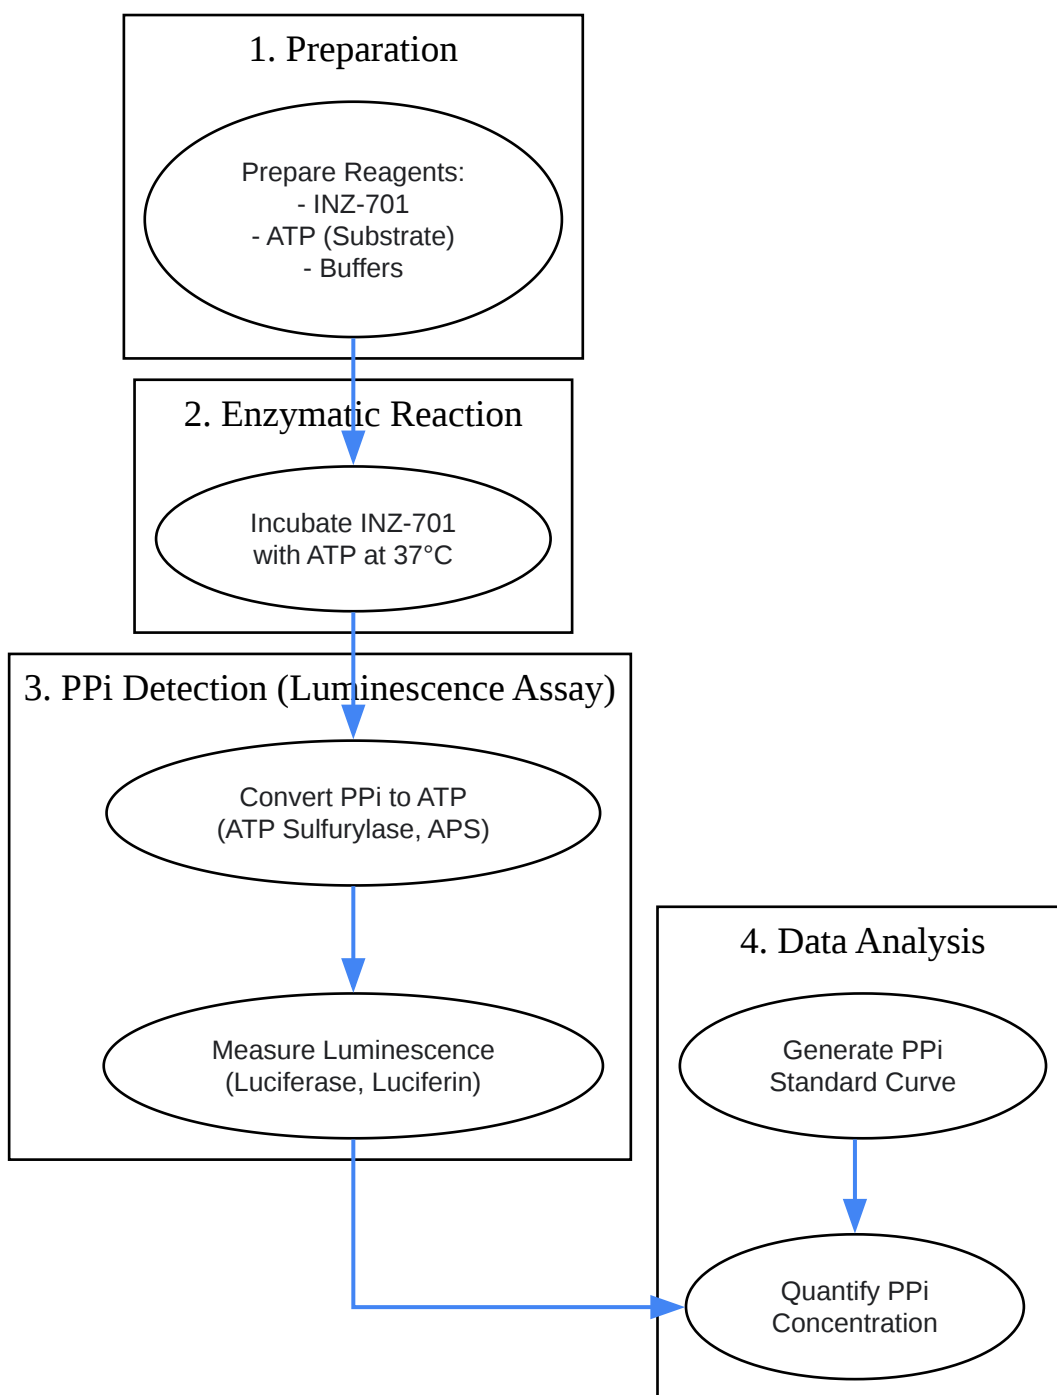 1. Preparation
Prepare Reagents:
- INZ-701
- ATP (Substrate)
- Buffers
2. Enzymatic Reaction
Incubate INZ-701
with ATP at 37°C
3. PPi Detection (Luminescence Assay)
Convert PPi to ATP
(ATP Sulfurylase, APS)
Measure Luminescence
(Luciferase, Luciferin)
4. Data Analysis
Generate PPi
Standard Curve
Quantify PPi
Concentration